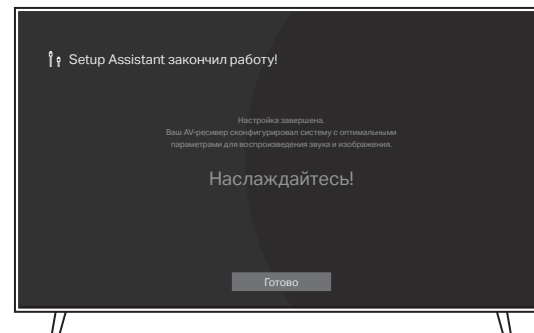 Setup Assistant закончил работу!
Настройка завершена.
Ваш AV-ресивер сконфигурировал систему с оптимальными
параметрами для воспроизведения звука и изображения.
Наслаждайтесь!
Готово